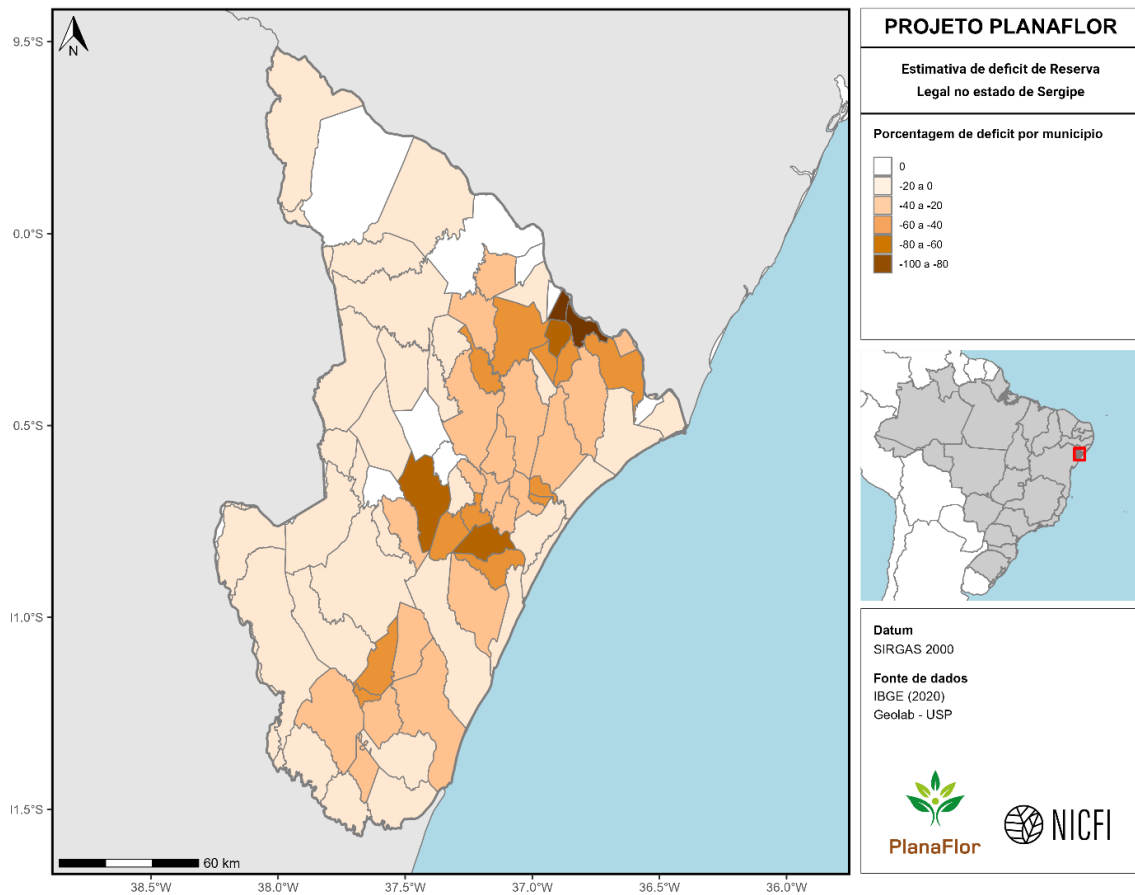 PROJETO PLANAFLOR
Estimativa de deficit de Reserva
Legal no estado de Sergipe
Porcentagem de deficit por municipio
0
-20 a 0
-40 a -20
-60 a -40
-80 a -60
-100 a -80
N
9.5°S
0.0°S
0.5°S
11.0°S
11.5°S
60 km
38.5°W
38.0°W
37.5°W
37.0°W
36.5°W
36.0°W
Datum
SIRGAS 2000
Fonte de dados
IBGE (2020)
Geolab - USP
PlanaFlor
NICFI